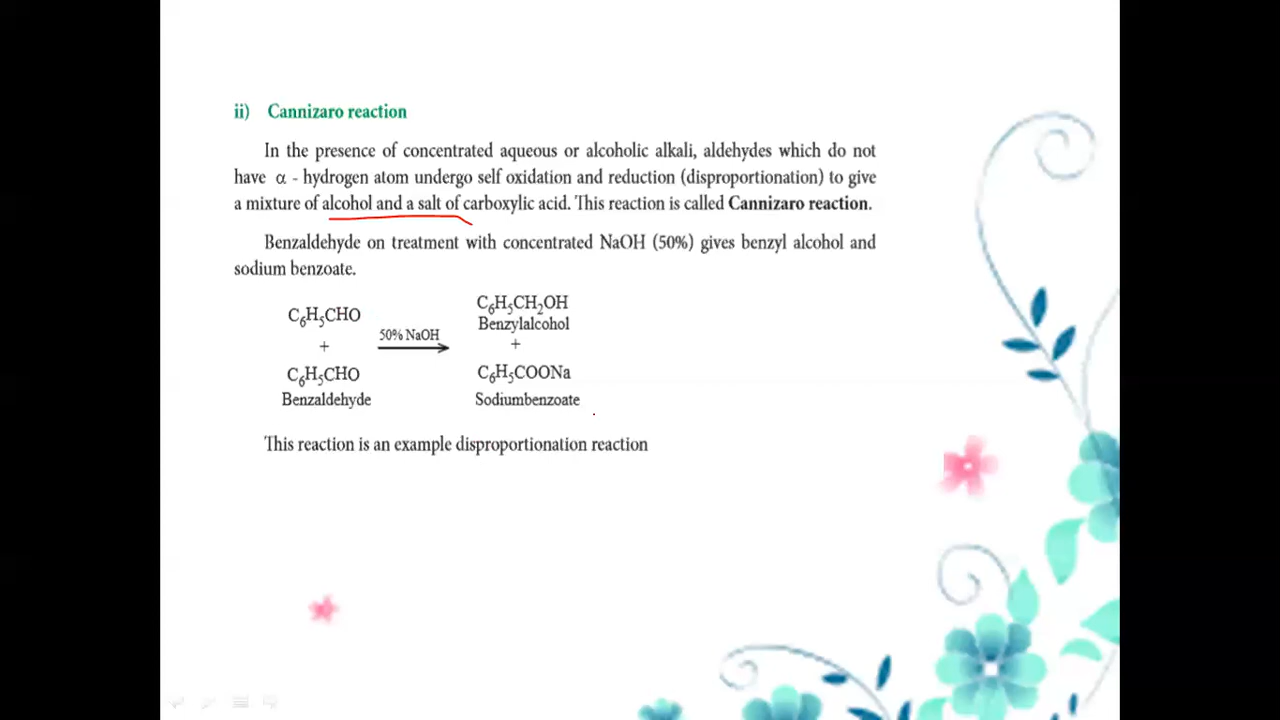 ii) Cannizaro reaction
In the presence of concentrated aqueous or alcoholic alkali, aldehydes which do not
have α - hydrogen atom undergo self oxidation and reduction (disproportionation) to give
a mixture of alcohol and a salt of carboxylic acid. This reaction is called Cannizaro reaction.
Benzaldehyde on treatment with concentrated NaOH (50%) gives benzyl alcohol and
sodium benzoate.
C₆H₅CHO
+
C₆H₅CHO
Benzaldehyde
50% NaOH
C₆H₅CH₂OH
Benzylalcohol
+
C₆H₅COONa
Sodiumbenzoate
This reaction is an example disproportionation reaction